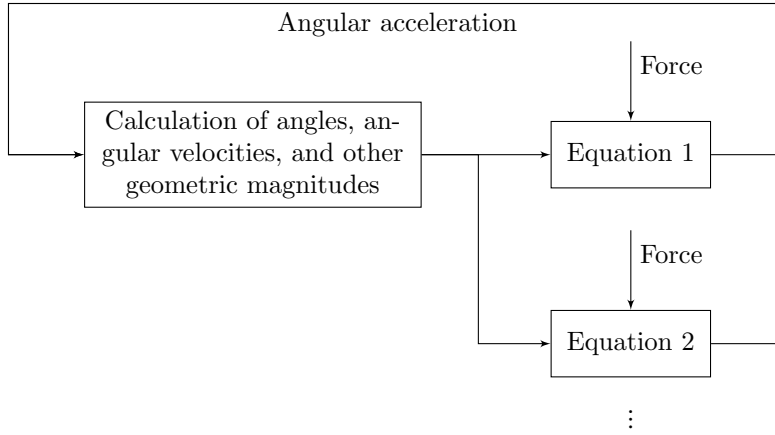 Angular acceleration
Force
Calculation of angles, an-
gular velocities, and other
geometric magnitudes
Equation 1
Force
Equation 2
⋮